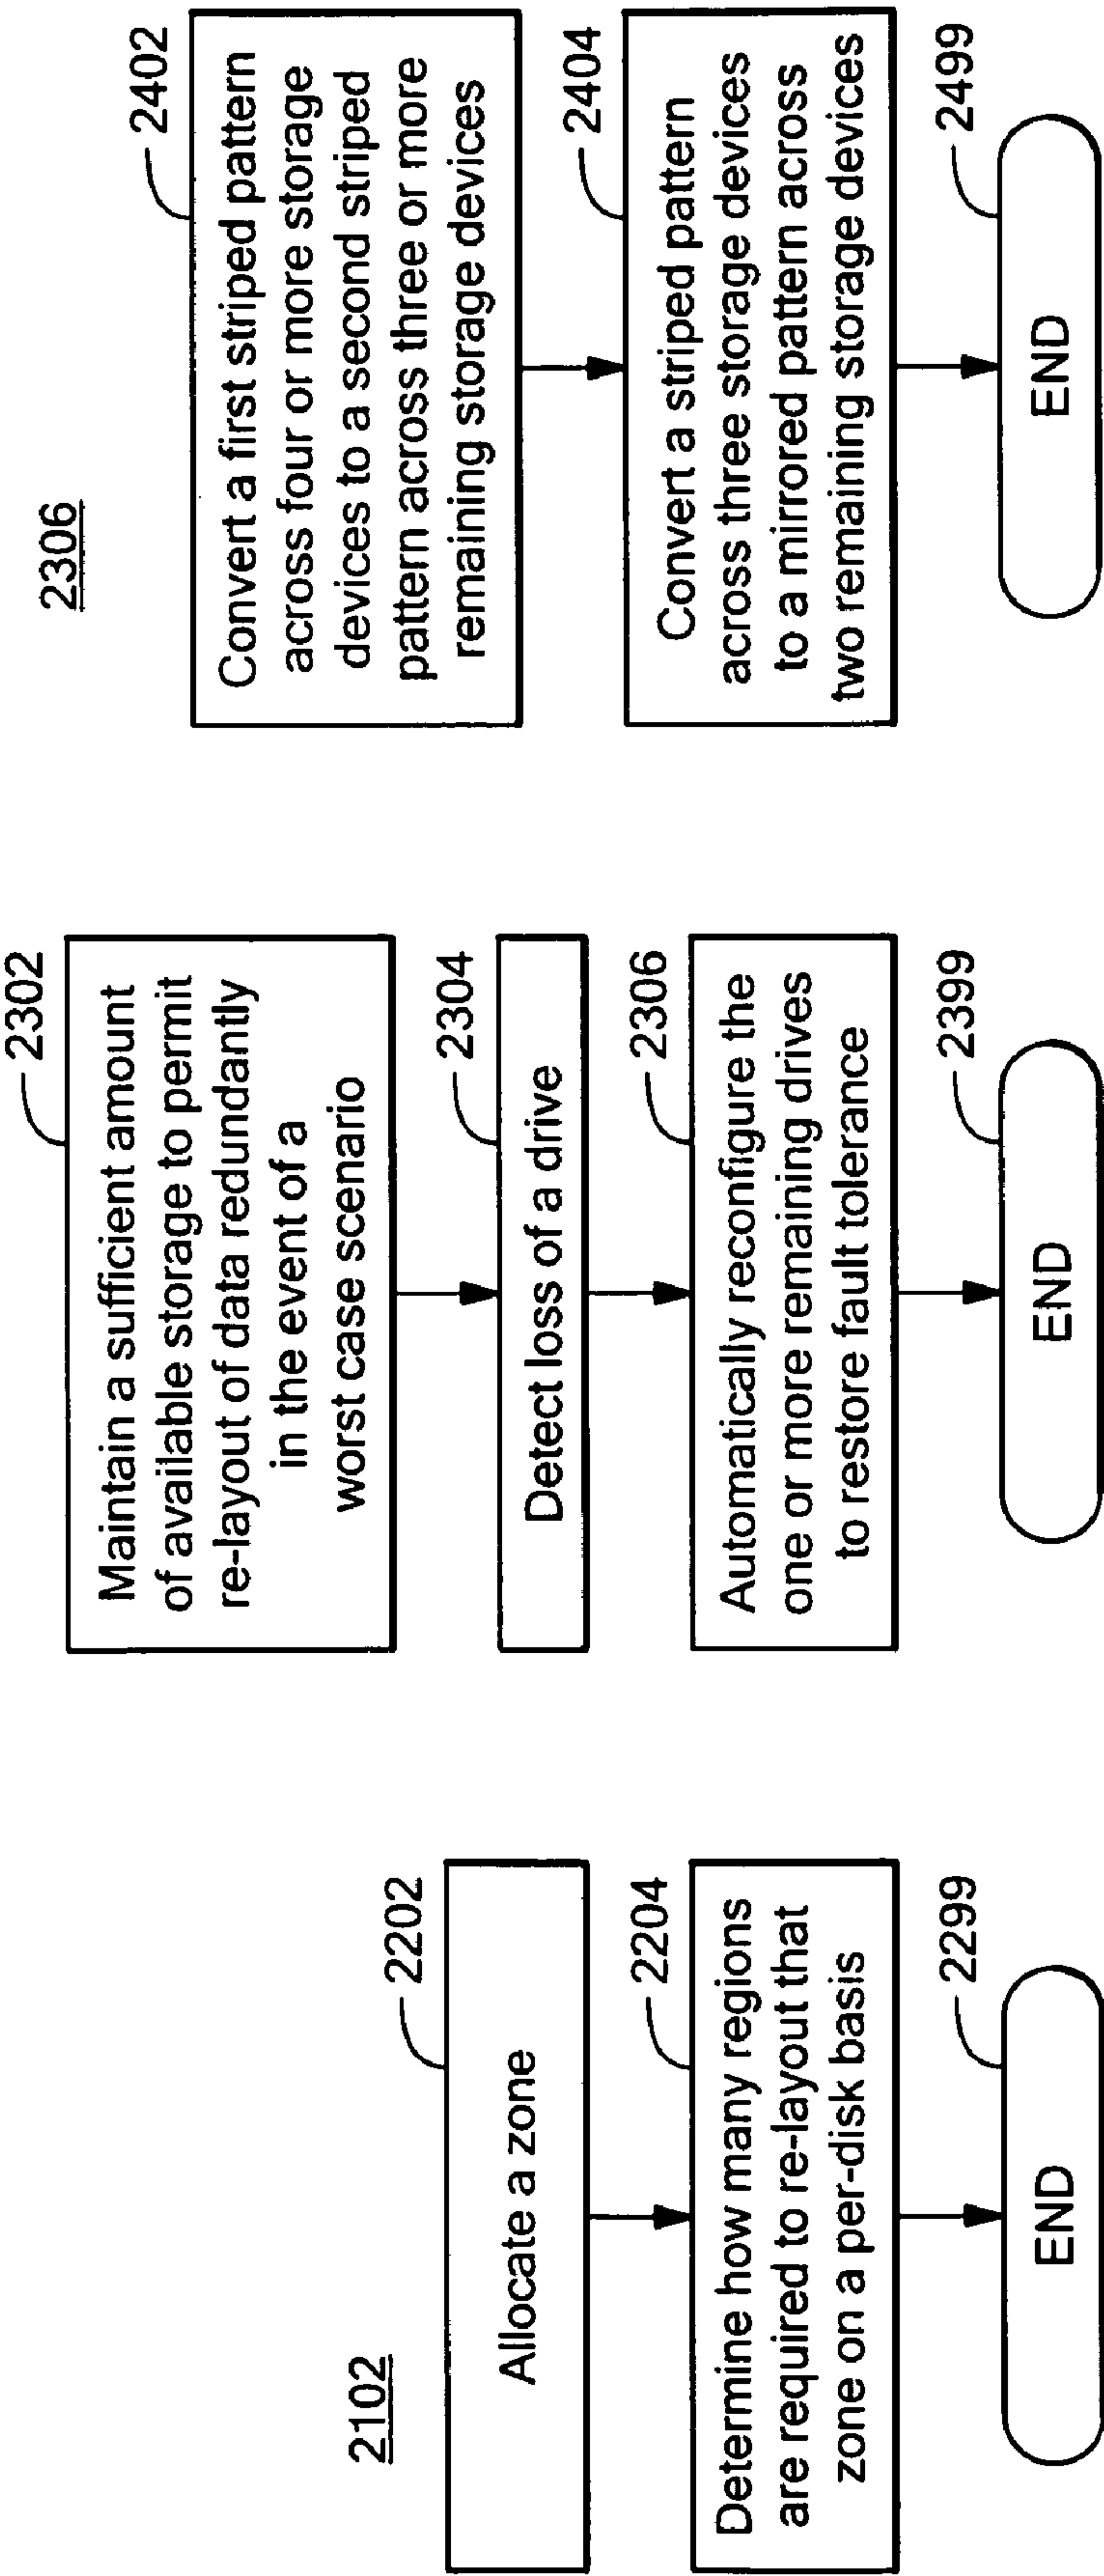 2102
2202
Allocate a zone
2204
Determine how many regions
are required to re-layout that
zone on a per-disk basis
2299
END
2302
Maintain a sufficient amount
of available storage to permit
re-layout of data redundantly
in the event of a
worst case scenario
2304
Detect loss of a drive
2306
Automatically reconfigure the
one or more remaining drives
to restore fault tolerance
2399
END
2306
2402
Convert a first striped pattern
across four or more storage
devices to a second striped
pattern across three or more
remaining storage devices
2404
Convert a striped pattern
across three storage devices
to a mirrored pattern across
two remaining storage devices
2499
END